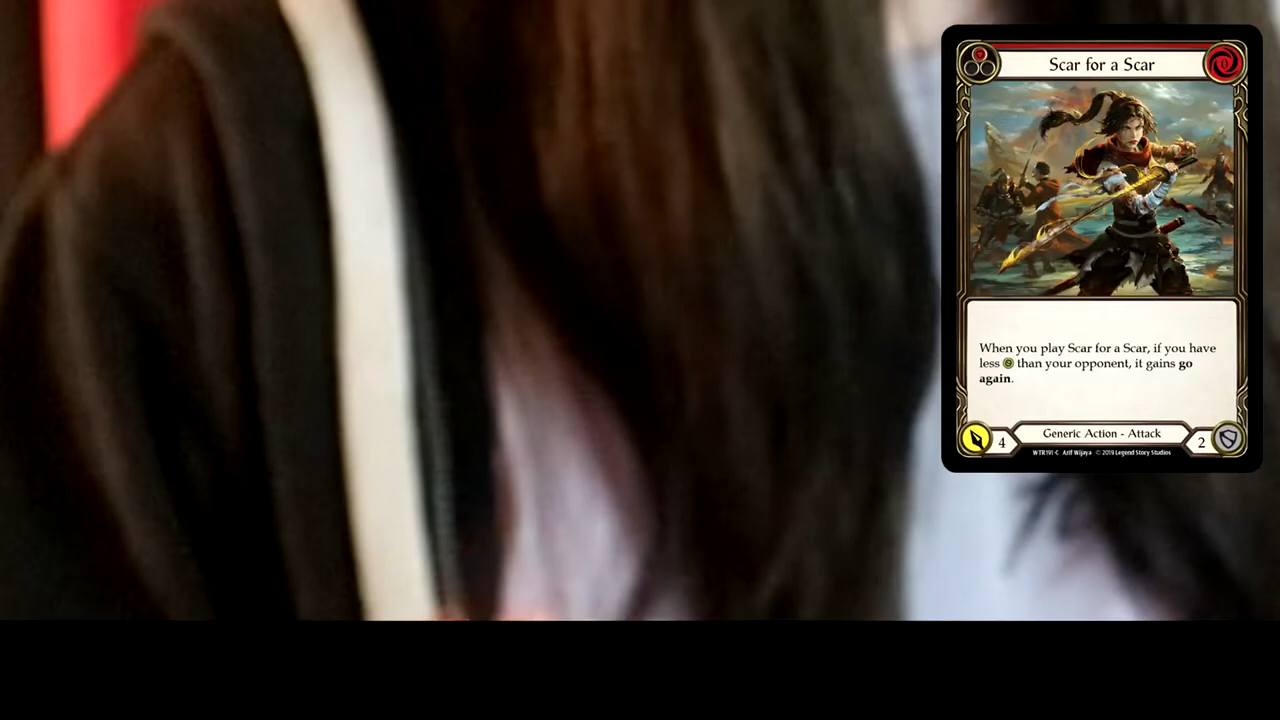 Scar for a Scar
When you play Scar for a Scar, if you have
less than your opponent, it gains go
again.
4
Generic Action - Attack
2
WTR191-C Arif Wijaya © 2019 Legend Story Studios